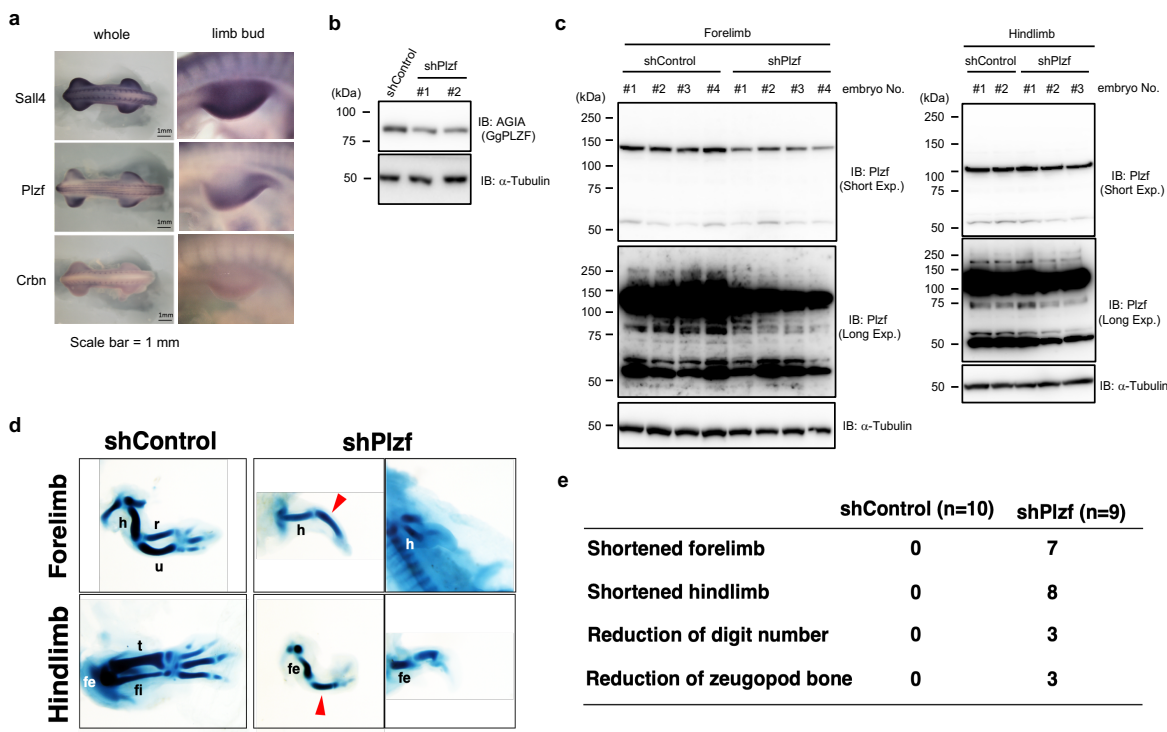 a
whole limb bud
Sall4
1mm
Plzf
1mm
Crbn
1mm
Scale bar = 1 mm
b
shControl
shPlzf
(kDa) #1 #2
100
75
IB: AGIA
(GgPLZF)
50
IB: α-Tubulin
c
Forelimb
shControl shPlzf
(kDa) #1 #2 #3 #4 #1 #2 #3 #4 embryo No.
250
150
100
75
50
IB: Plzf
(Short Exp.)
250
150
100
75
50
IB: Plzf
(Long Exp.)
50
IB: α-Tubulin
Hindlimb
shControl shPlzf
(kDa) #1 #2 #1 #2 #3 embryo No.
250
150
100
75
50
IB: Plzf
(Short Exp.)
250
150
100
75
50
IB: Plzf
(Long Exp.)
50
IB: α-Tubulin
d
shControl shPlzf
Forelimb
h r u
h
h
Hindlimb
fe t fi
fe
fe
e
shControl (n=10) shPlzf (n=9)
Shortened forelimb 0 7
Shortened hindlimb 0 8
Reduction of digit number 0 3
Reduction of zeugopod bone 0 3